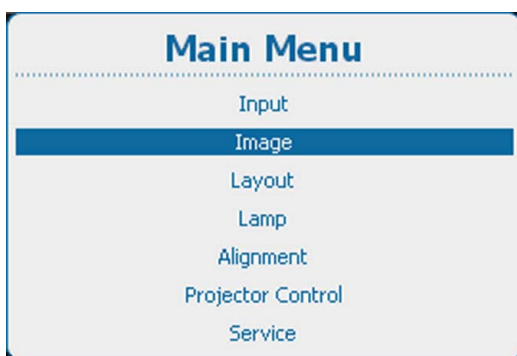 Main Menu
Input
Image
Layout
Lamp
Alignment
Projector Control
Service